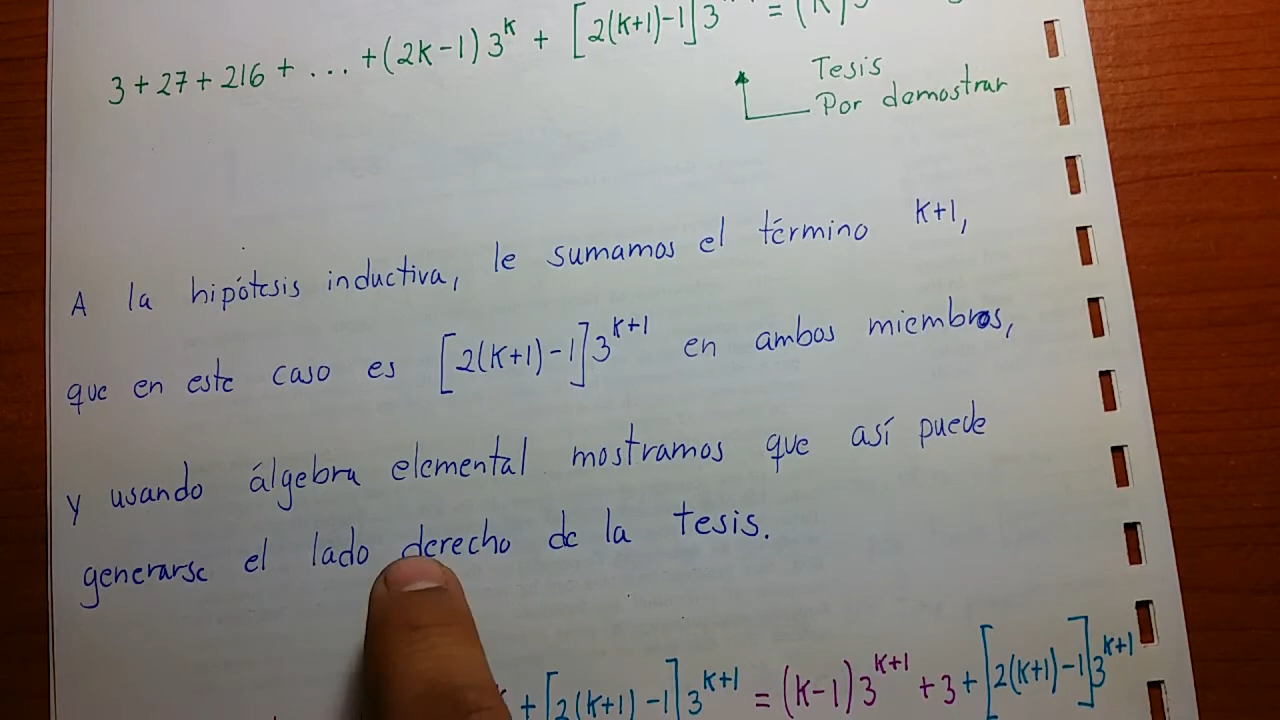 3 + 27 + 216 + ... + (2k-1) 3^k + [2(k+1)-1] 3 = (k) 3
Tesis
Por demostrar
A la hipótesis inductiva, le sumamos el término k+1,
que en este caso es [2(k+1)-1] 3^{k+1} en ambos miembros,
y usando álgebra elemental mostramos que así puede
generarse el lado derecho de la tesis.
+ [2(k+1)-1] 3^{k+1} = (k-1) 3^{k+1} + 3 + [2(k+1)-1] 3^{k+1}